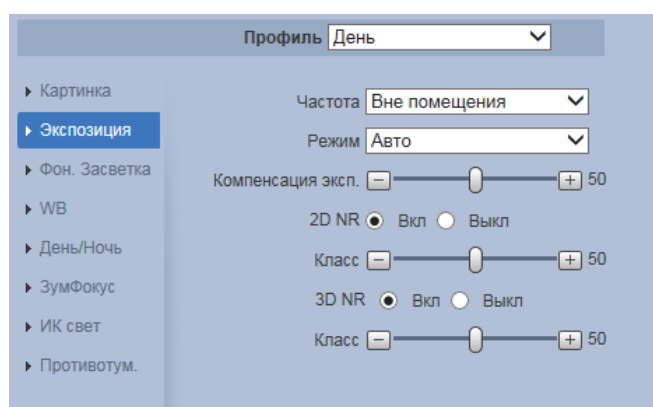 Профиль День
Картинка
Экспозиция
Фон. Засветка
WB
День/Ночь
ЗумФокус
ИК свет
Противотум.
Частота Вне помещения
Режим Авто
Компенсация эксп. 50
2D NR Вкл Выкл
Класс 50
3D NR Вкл Выкл
Класс 50